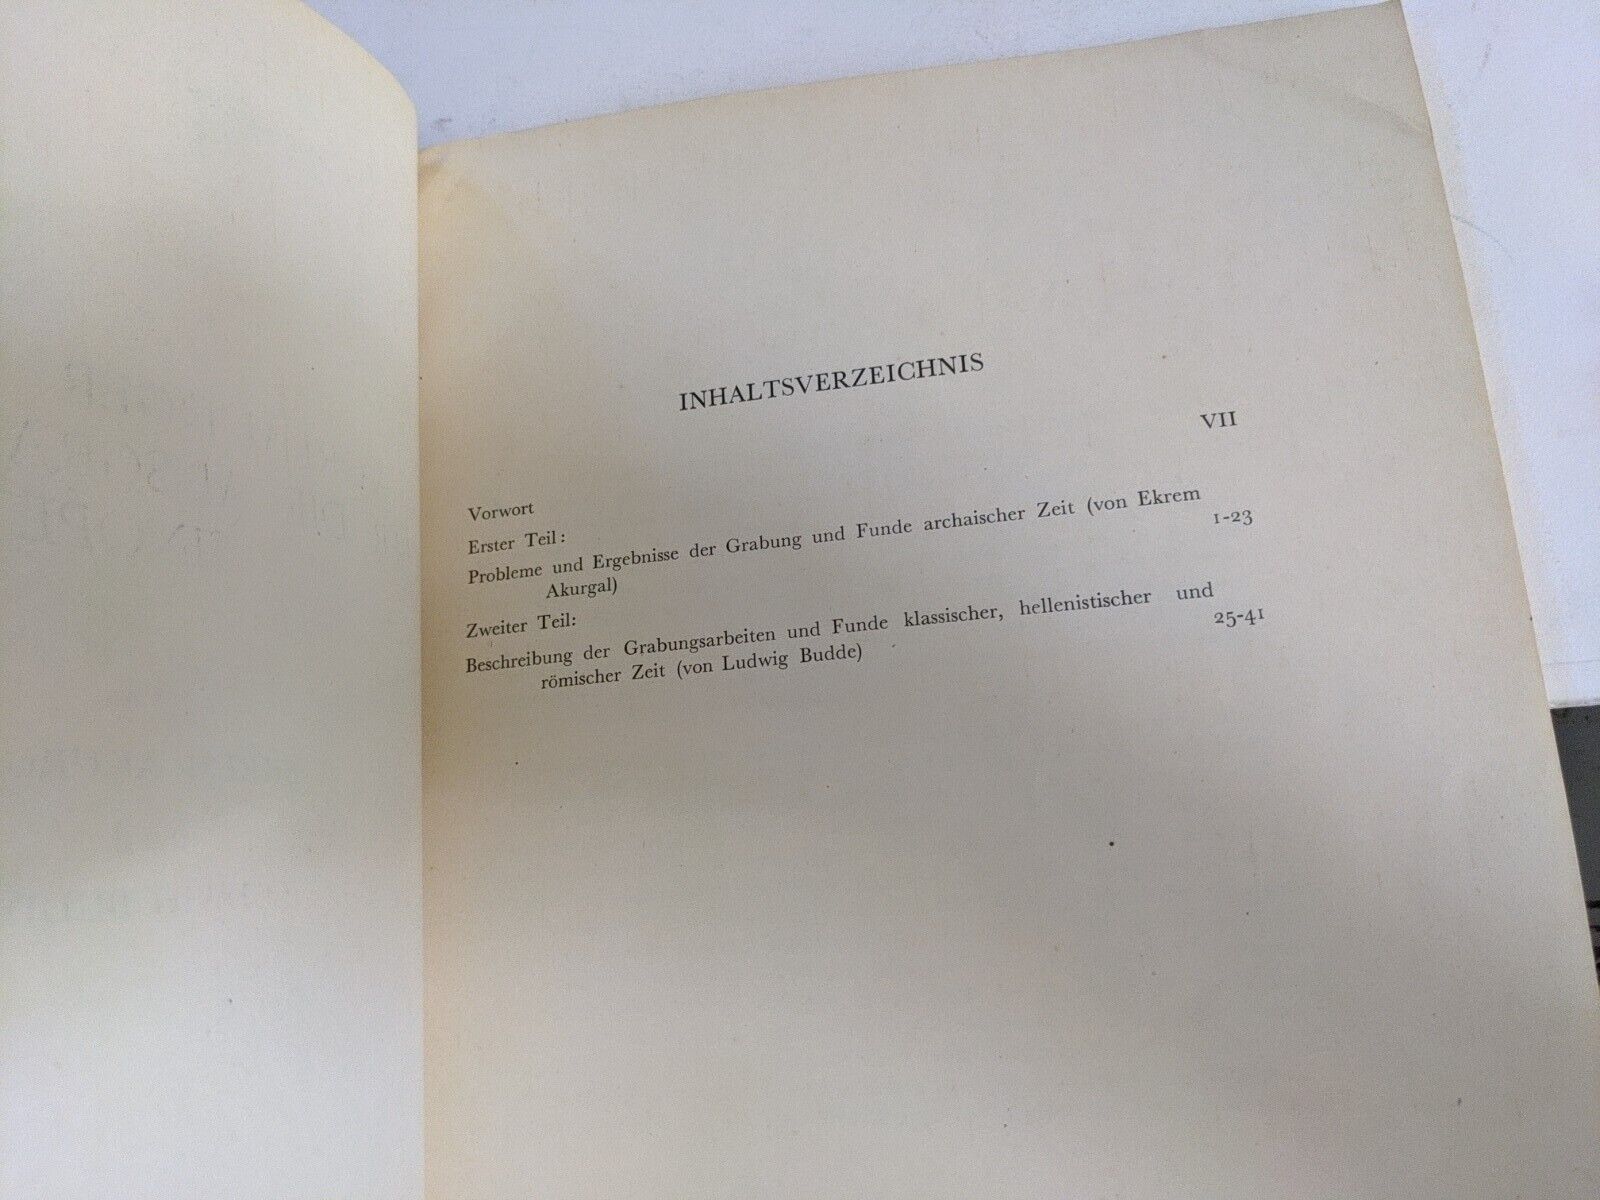 INHALTSVERZEICHNIS
Vorwort VII
Erster Teil:
Probleme und Ergebnisse der Grabung und Funde archaischer Zeit (von Ekrem
Akurgal) 1-23
Zweiter Teil:
Beschreibung der Grabungsarbeiten und Funde klassischer, hellenistischer und
römischer Zeit (von Ludwig Budde) 25-41